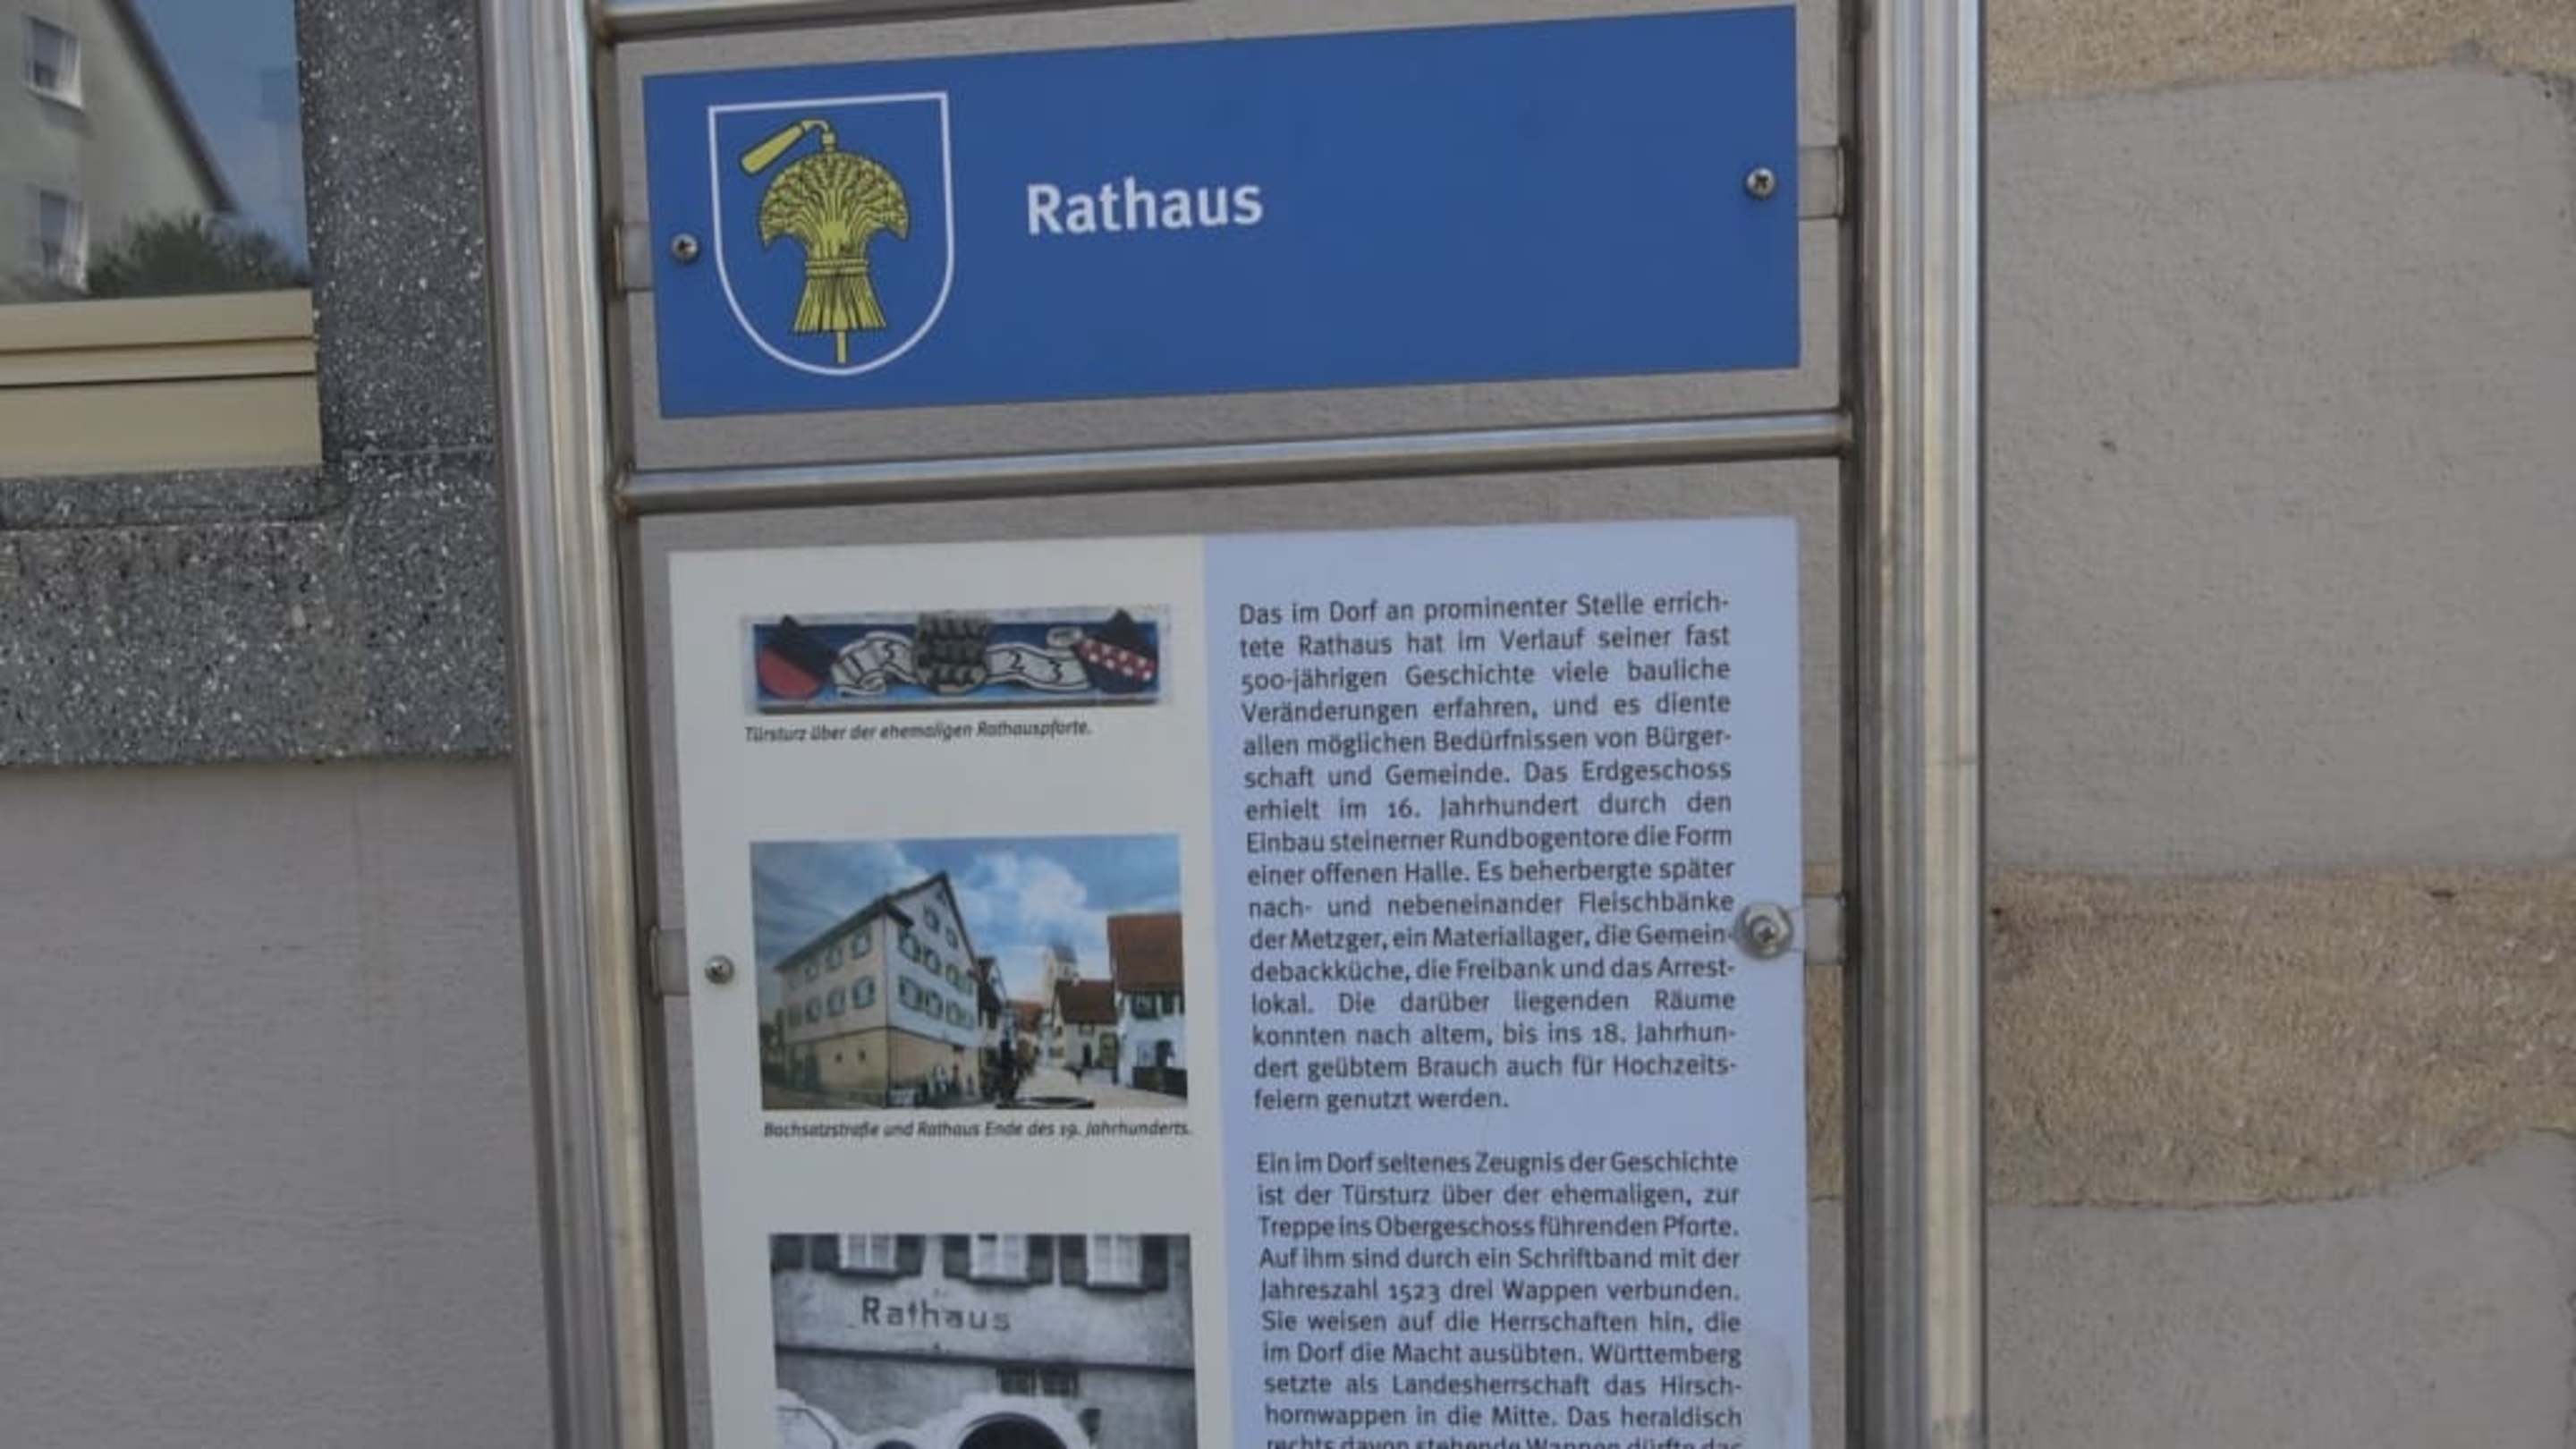 Rathaus
1523
Türsturz über der ehemaligen Rathauspforte.
Bachsatzstraße und Rathaus Ende des 19. Jahrhunderts.
Rathaus
Das im Dorf an prominenter Stelle errich-
tete Rathaus hat im Verlauf seiner fast
500-jährigen Geschichte viele bauliche
Veränderungen erfahren, und es diente
allen möglichen Bedürfnissen von Bürger-
schaft und Gemeinde. Das Erdgeschoss
erhielt im 16. Jahrhundert durch den
Einbau steinerner Rundbogentore die Form
einer offenen Halle. Es beherbergte später
nach- und nebeneinander Fleischbänke
der Metzger, ein Materiallager, die Gemein-
debackküche, die Freibank und das Arrest-
lokal. Die darüber liegenden Räume
konnten nach altem, bis ins 18. Jahrhun-
dert geübtem Brauch auch für Hochzeits-
feiern genutzt werden.
Ein im Dorf seltenes Zeugnis der Geschichte
ist der Türsturz über der ehemaligen, zur
Treppe ins Obergeschoss führenden Pforte.
Auf ihm sind durch ein Schriftband mit der
Jahreszahl 1523 drei Wappen verbunden.
Sie weisen auf die Herrschaften hin, die
im Dorf die Macht ausübten. Württemberg
setzte als Landesherrschaft das Hirsch-
hornwappen in die Mitte. Das heraldisch
rechts davon stehende Wappen dürfte das